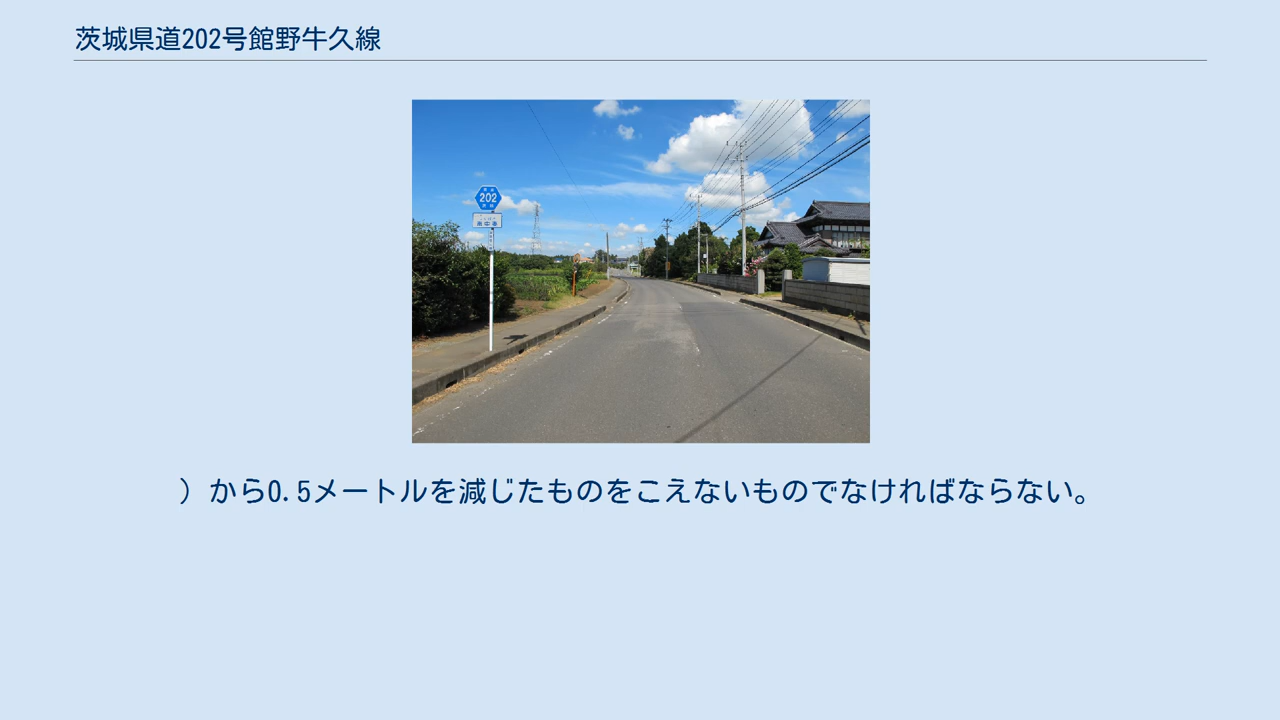 茨城県道202号館野牛久線
202
）から0.5メートルを減じたものをこえないものでなければならない。